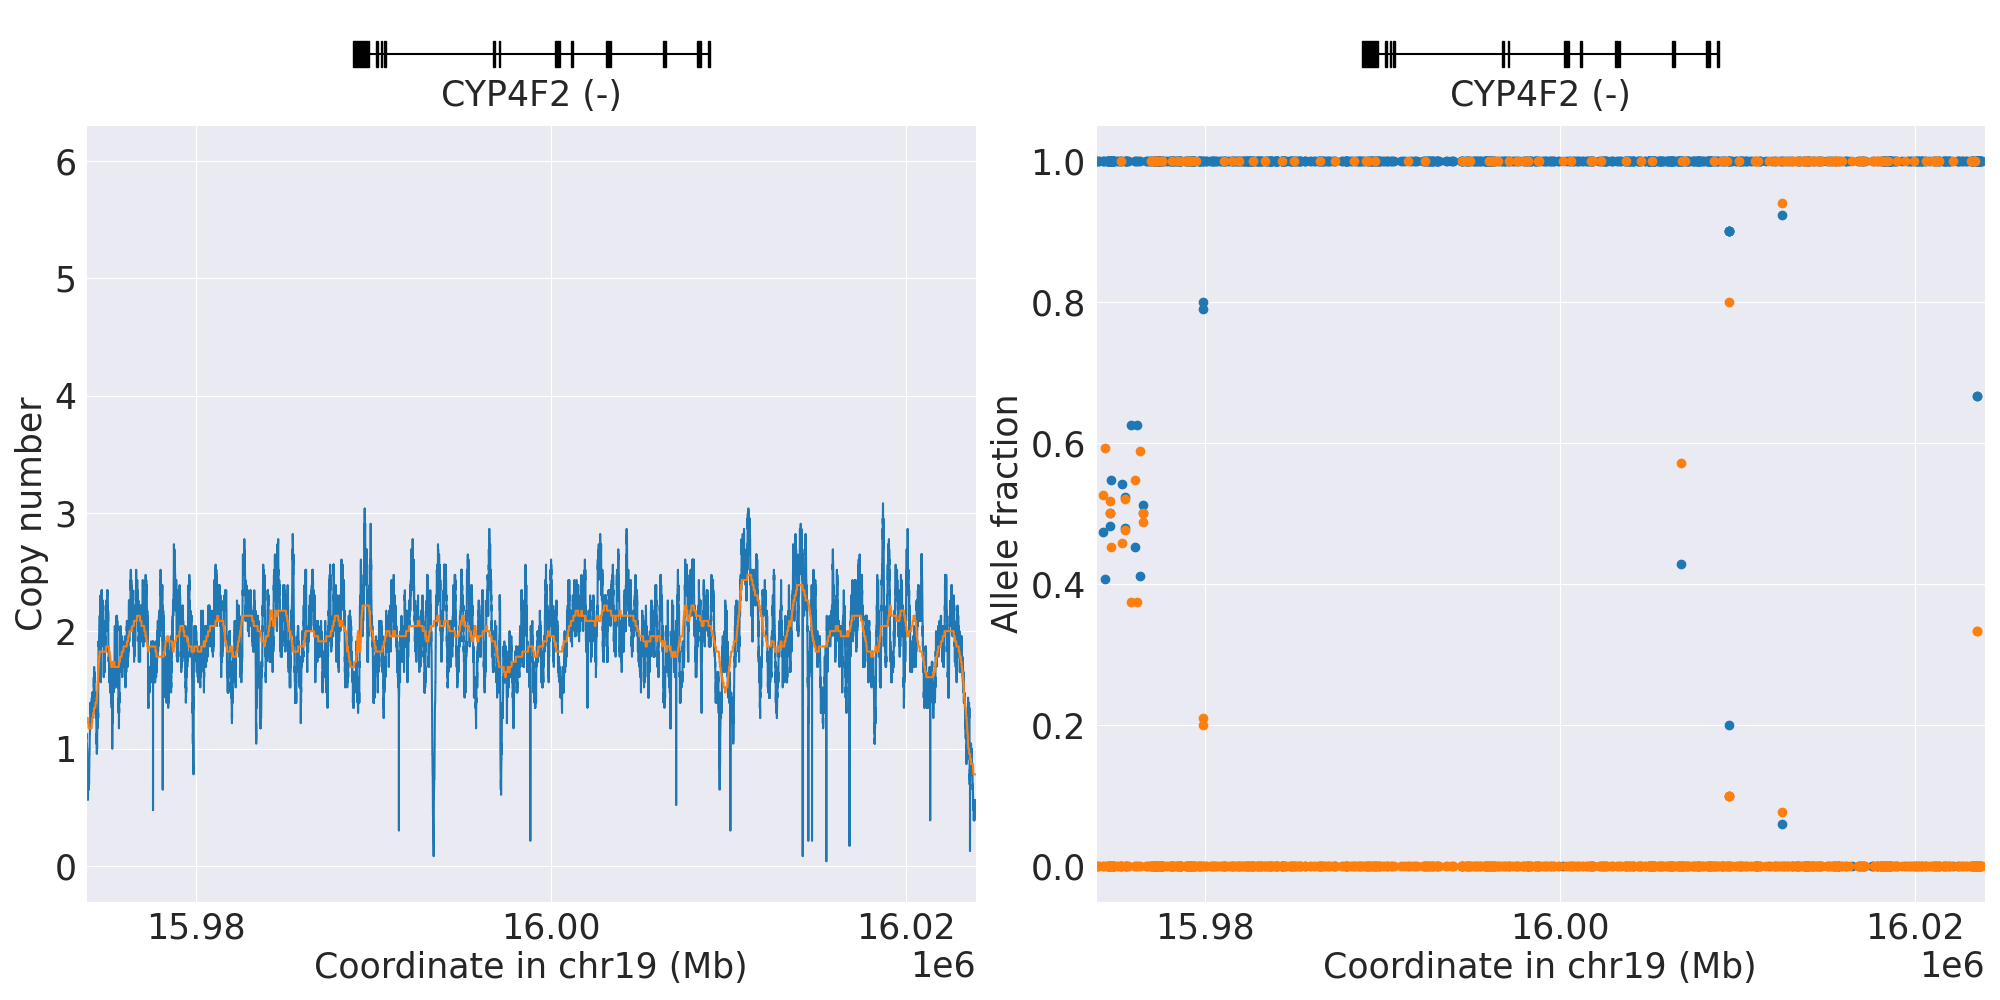 CYP4F2 (-)
6
5
4
3
2
1
0
Copy number
15.98
16.00
16.02
Coordinate in chr19 (Mb)
1e6
CYP4F2 (-)
1.0
0.8
0.6
0.4
0.2
0.0
Allele fraction
15.98
16.00
16.02
Coordinate in chr19 (Mb)
1e6